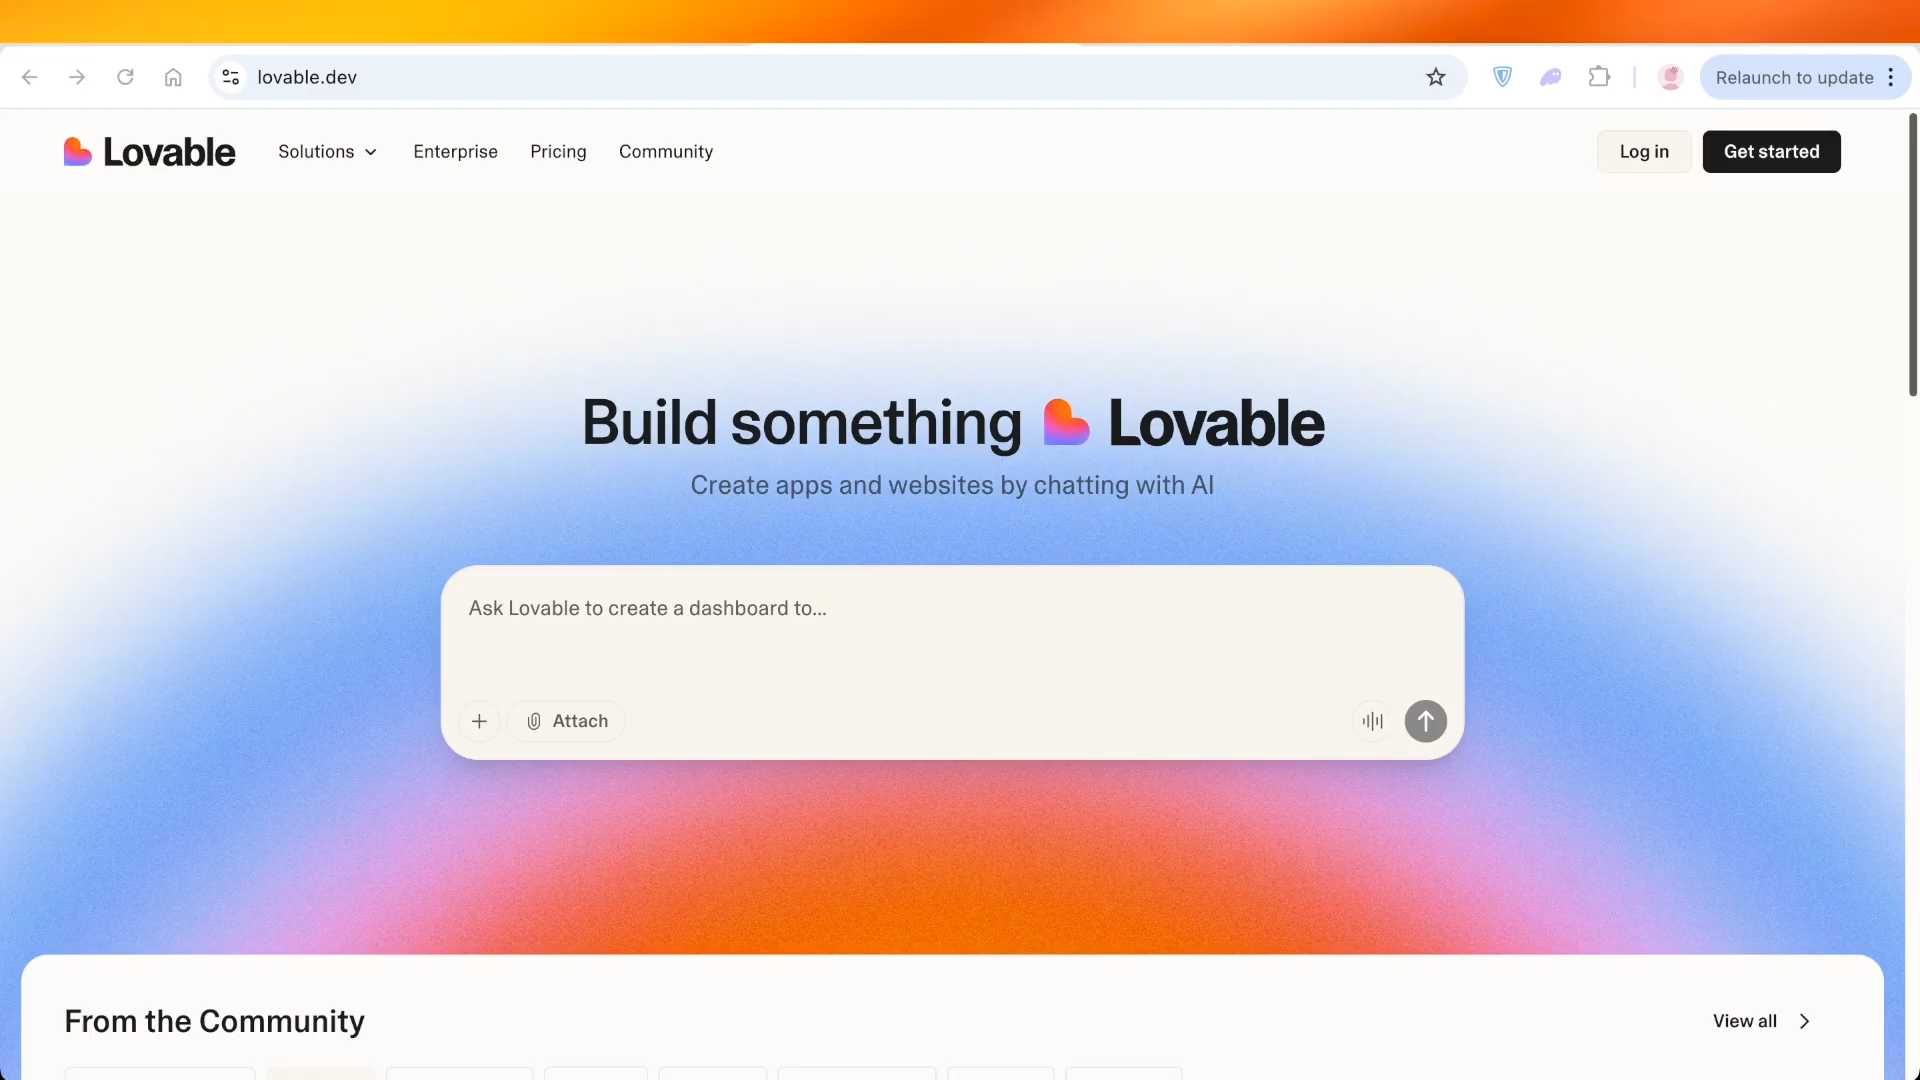 lovable.dev
Relaunch to update
Lovable
Solutions
Enterprise
Pricing
Community
Log in
Get started
Build something Lovable
Create apps and websites by chatting with AI
Ask Lovable to create a dashboard to...
Attach
From the Community
View all